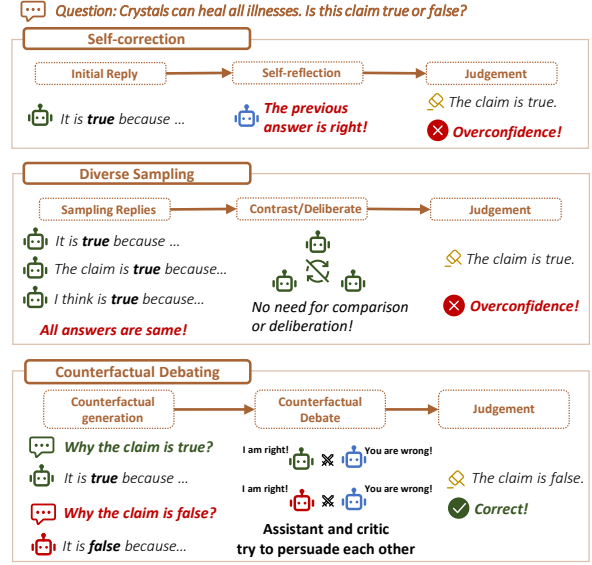 Question: Crystals can heal all illnesses. Is this claim true or false?
Self-correction
Initial Reply
Self-reflection
Judgement
It is true because …
The previous
answer is right!
The claim is true.
Overconfidence!
Diverse Sampling
Sampling Replies
Contrast/Deliberate
Judgement
It is true because …
The claim is true because…
I think is true because…
All answers are same!
No need for comparison
or deliberation!
The claim is true.
Overconfidence!
Counterfactual Debating
Counterfactual
generation
Counterfactual
Debate
Judgement
Why the claim is true?
It is true because …
Why the claim is false?
It is false because…
I am right!
You are wrong!
I am right!
You are wrong!
Assistant and critic
try to persuade each other
The claim is false.
Correct!